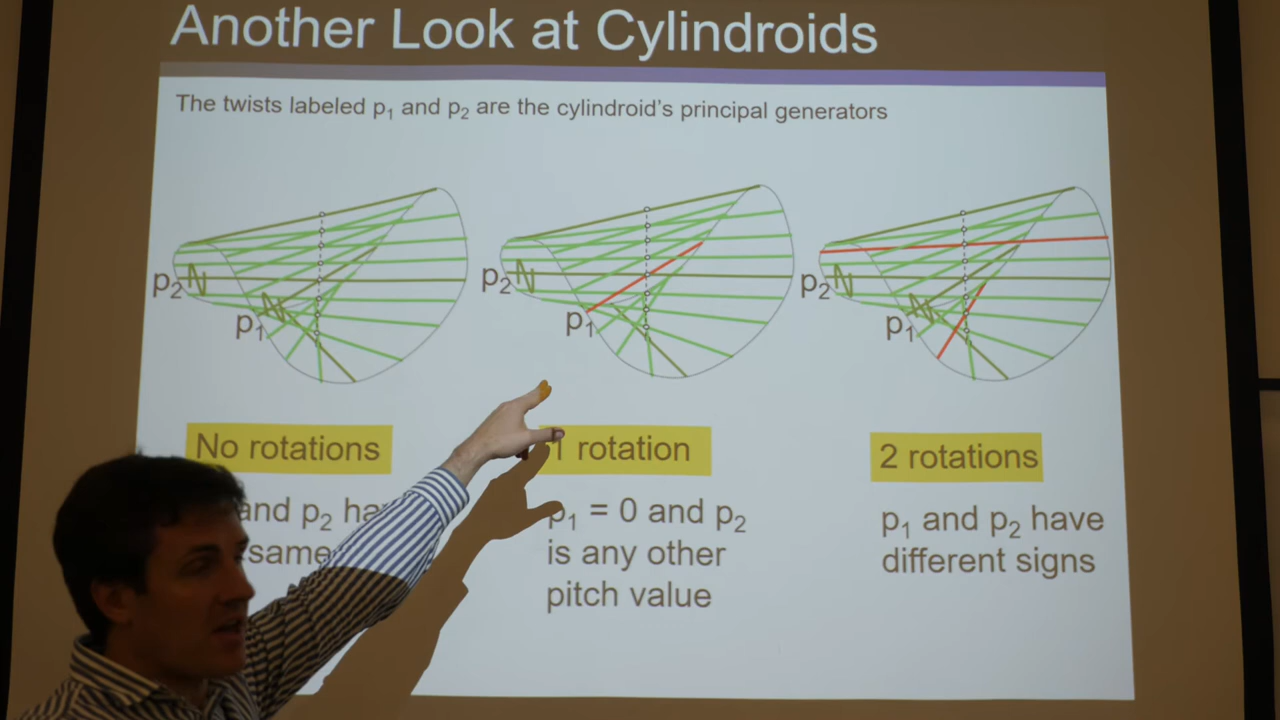 Another Look at Cylindroids
The twists labeled p₁ and p₂ are the cylindroid's principal generators
p₂
p₁
p₂
p₁
p₂
p₁
No rotations
1 rotation
2 rotations
and p₂
same
p₁ = 0 and p₂
is any other
pitch value
p₁ and p₂ have
different signs